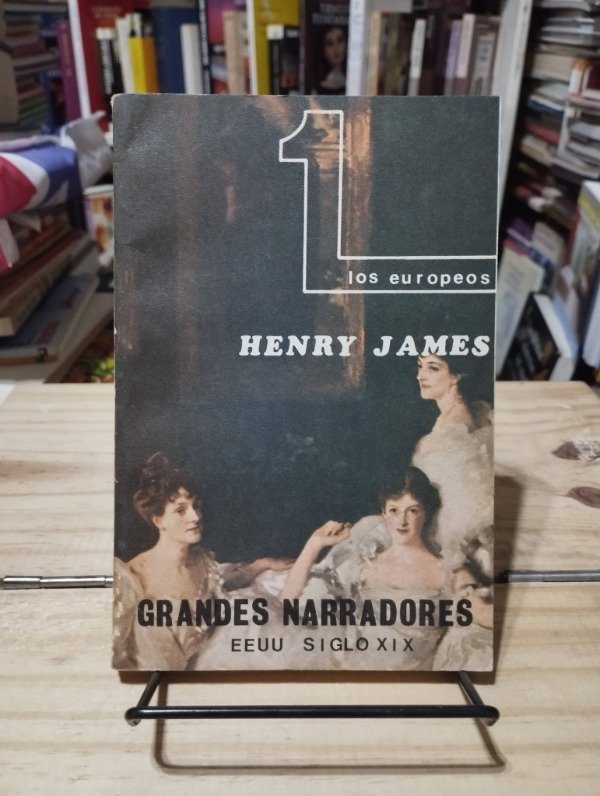 1
los europeos
HENRY JAMES
GRANDES NARRADORES
EEUU SIGLO XIX